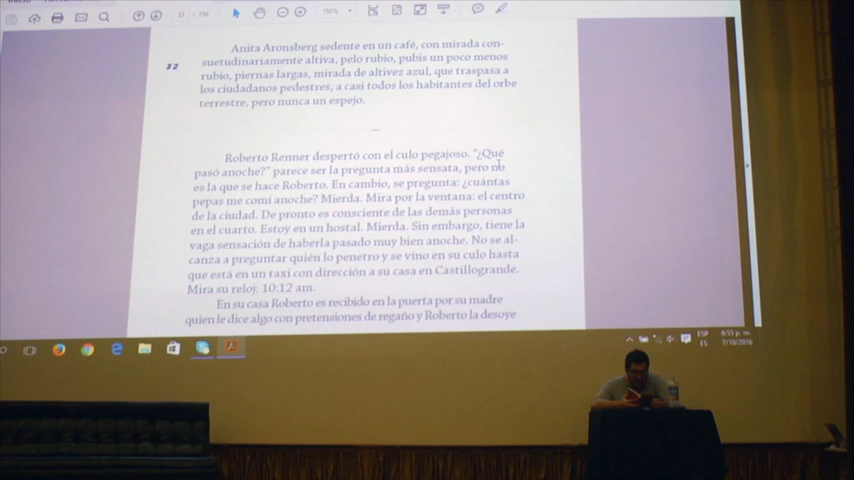 33 / 156
150%
Anita Aronsberg sedente en un café, con mirada con-
52
suetudinariamente altiva, pelo rubio, pubis un poco menos
rubio, piernas largas, mirada de altivez azul, que traspasa a
los ciudadanos pedestres, a casi todos los habitantes del orbe
terrestre, pero nunca un espejo.
Roberto Renner despertó con el culo pegajoso. "¿Qué
pasó anoche?" parece ser la pregunta más sensata, pero no
es la que se hace Roberto. En cambio, se pregunta: ¿cuántas
pepas me comí anoche? Mierda. Mira por la ventana: el centro
de la ciudad. De pronto es consciente de las demás personas
en el cuarto. Estoy en un hostal. Mierda. Sin embargo, tiene la
vaga sensación de haberla pasado muy bien anoche. No se al-
canza a preguntar quién lo penetro y se vino en su culo hasta
que está en un taxi con dirección a su casa en Castillogrande.
Mira su reloj: 10:12 am.
En su casa Roberto es recibido en la puerta por su madre
quien le dice algo con pretensiones de regaño y Roberto la desoye
ESP
ES
6:55 p. m.
7/10/2016